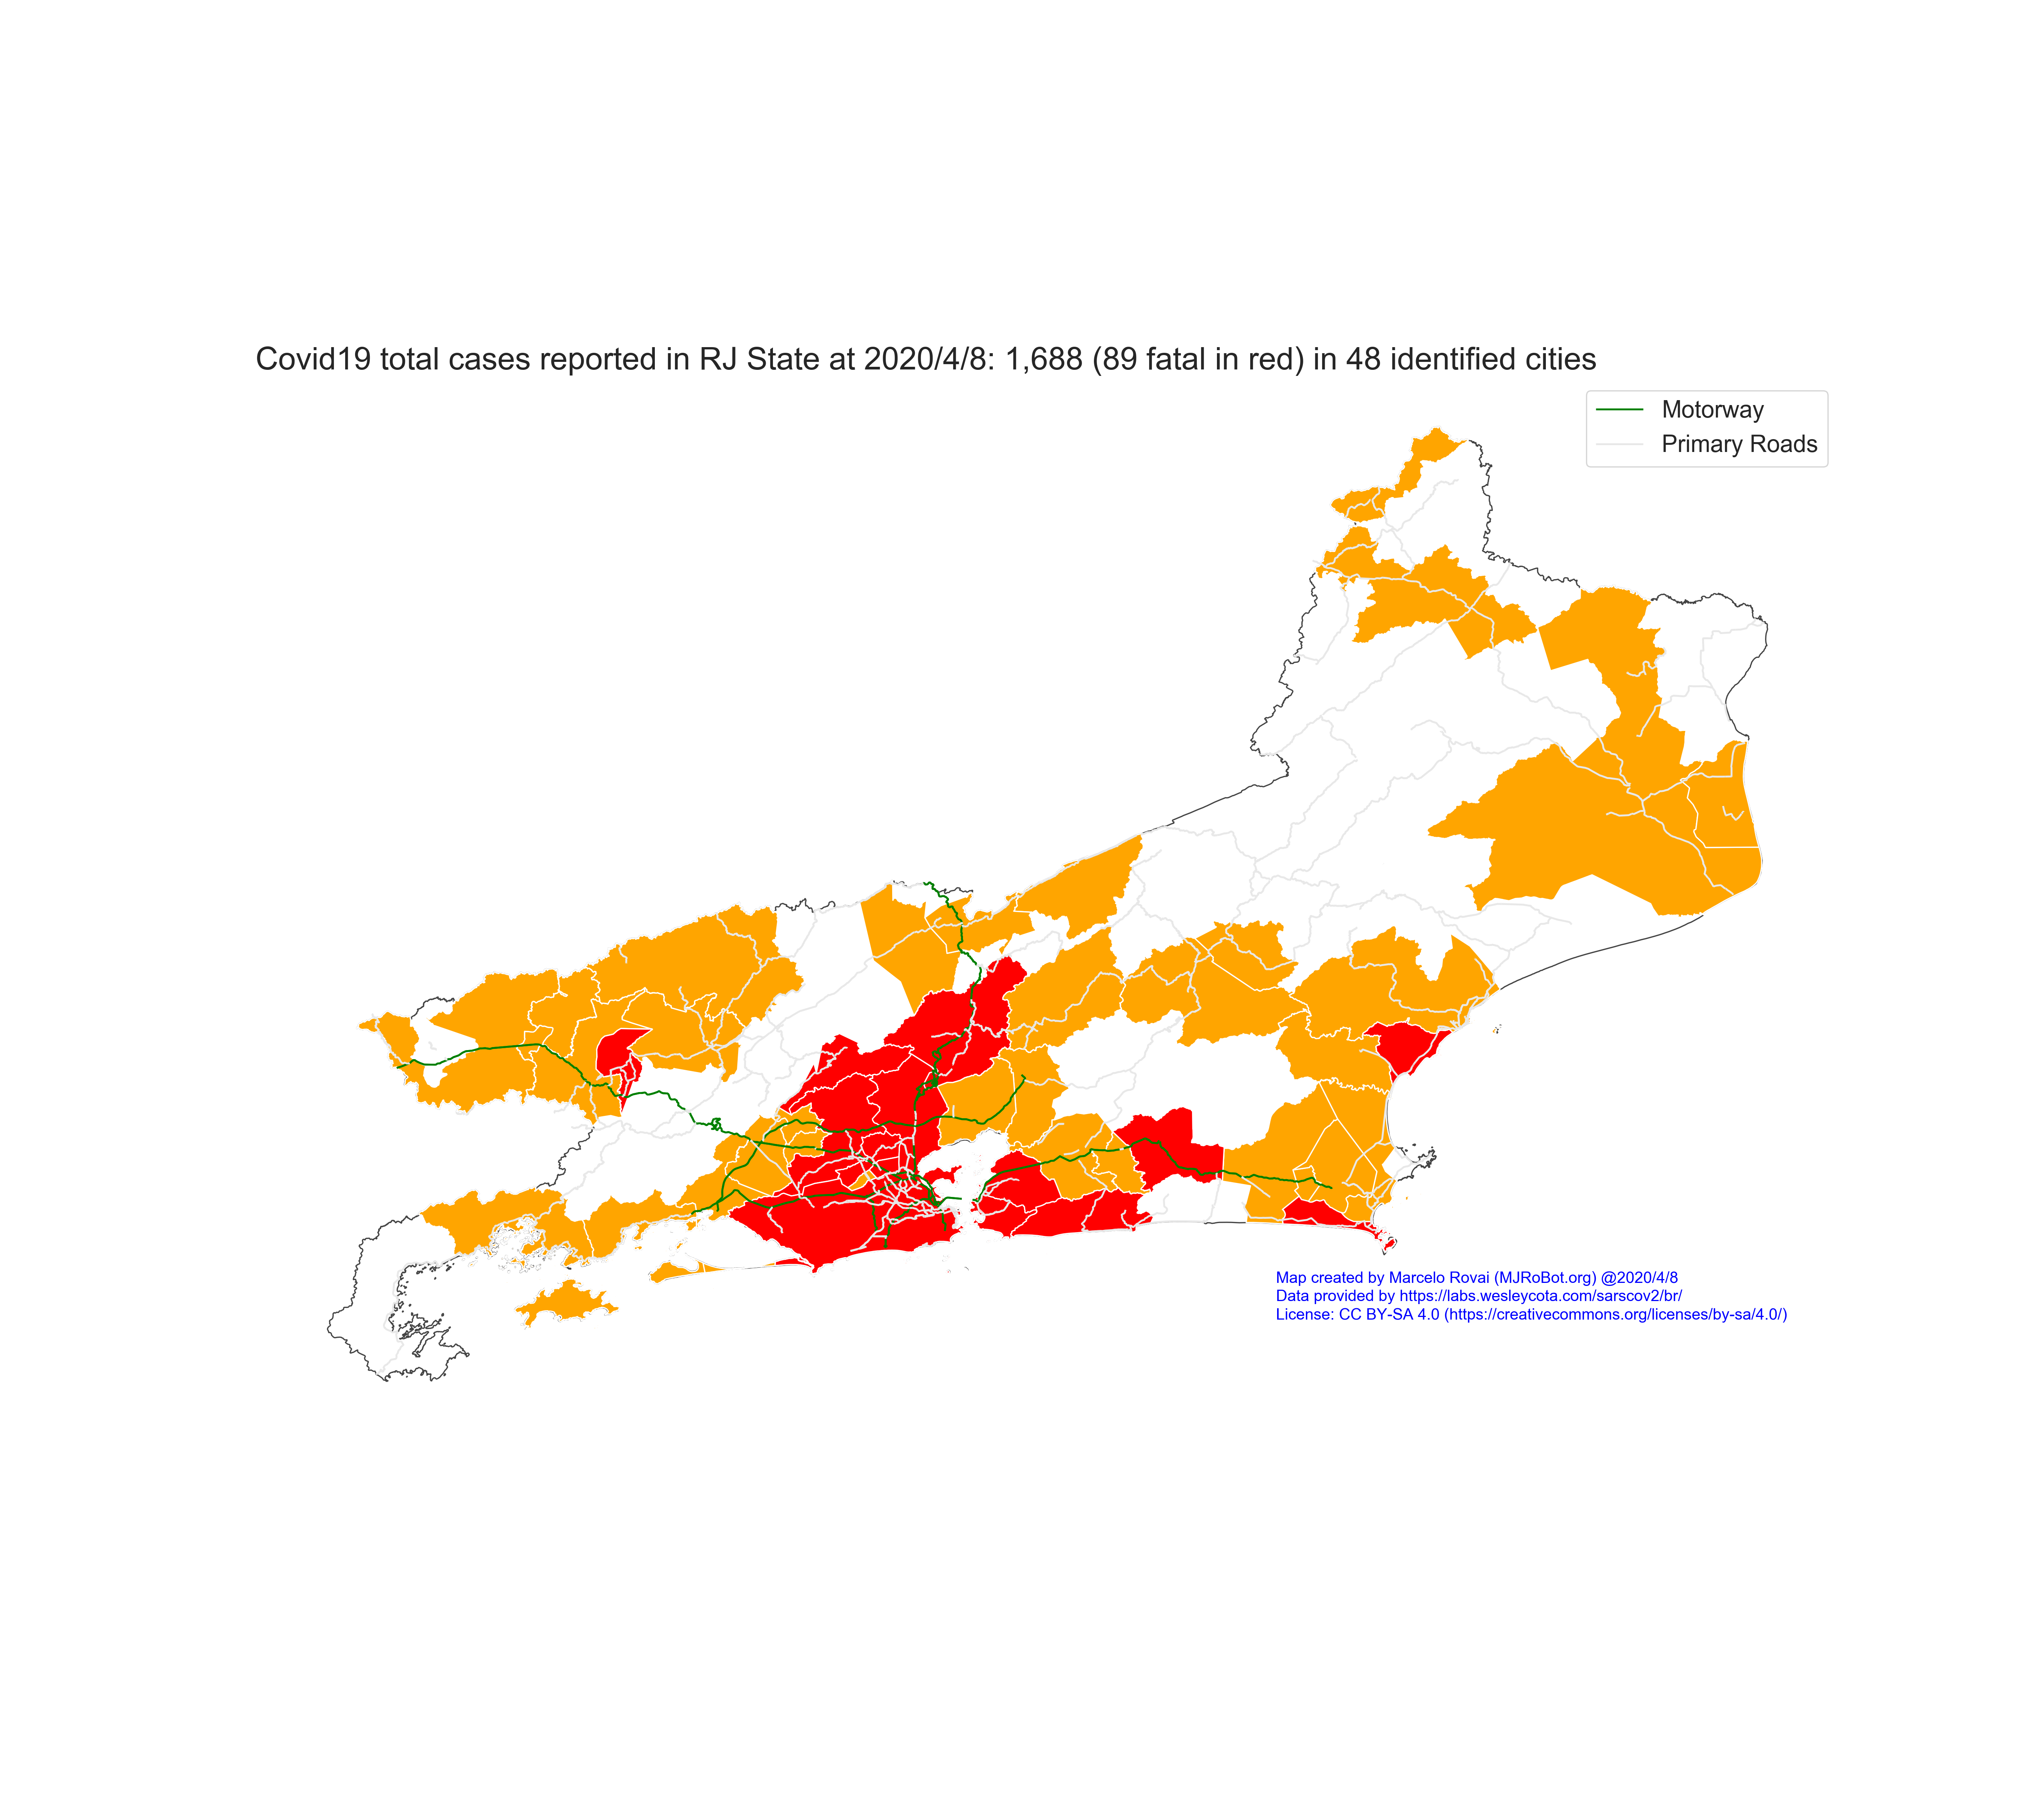 Covid19 total cases reported in RJ State at 2020/4/8: 1,688 (89 fatal in red) in 48 identified cities
Motorway
Primary Roads
Map created by Marcelo Rovai (MJRoBot.org) @2020/4/8
Data provided by https://labs.wesleycota.com/sarscov2/br/
License: CC BY-SA 4.0 (https://creativecommons.org/licenses/by-sa/4.0/)